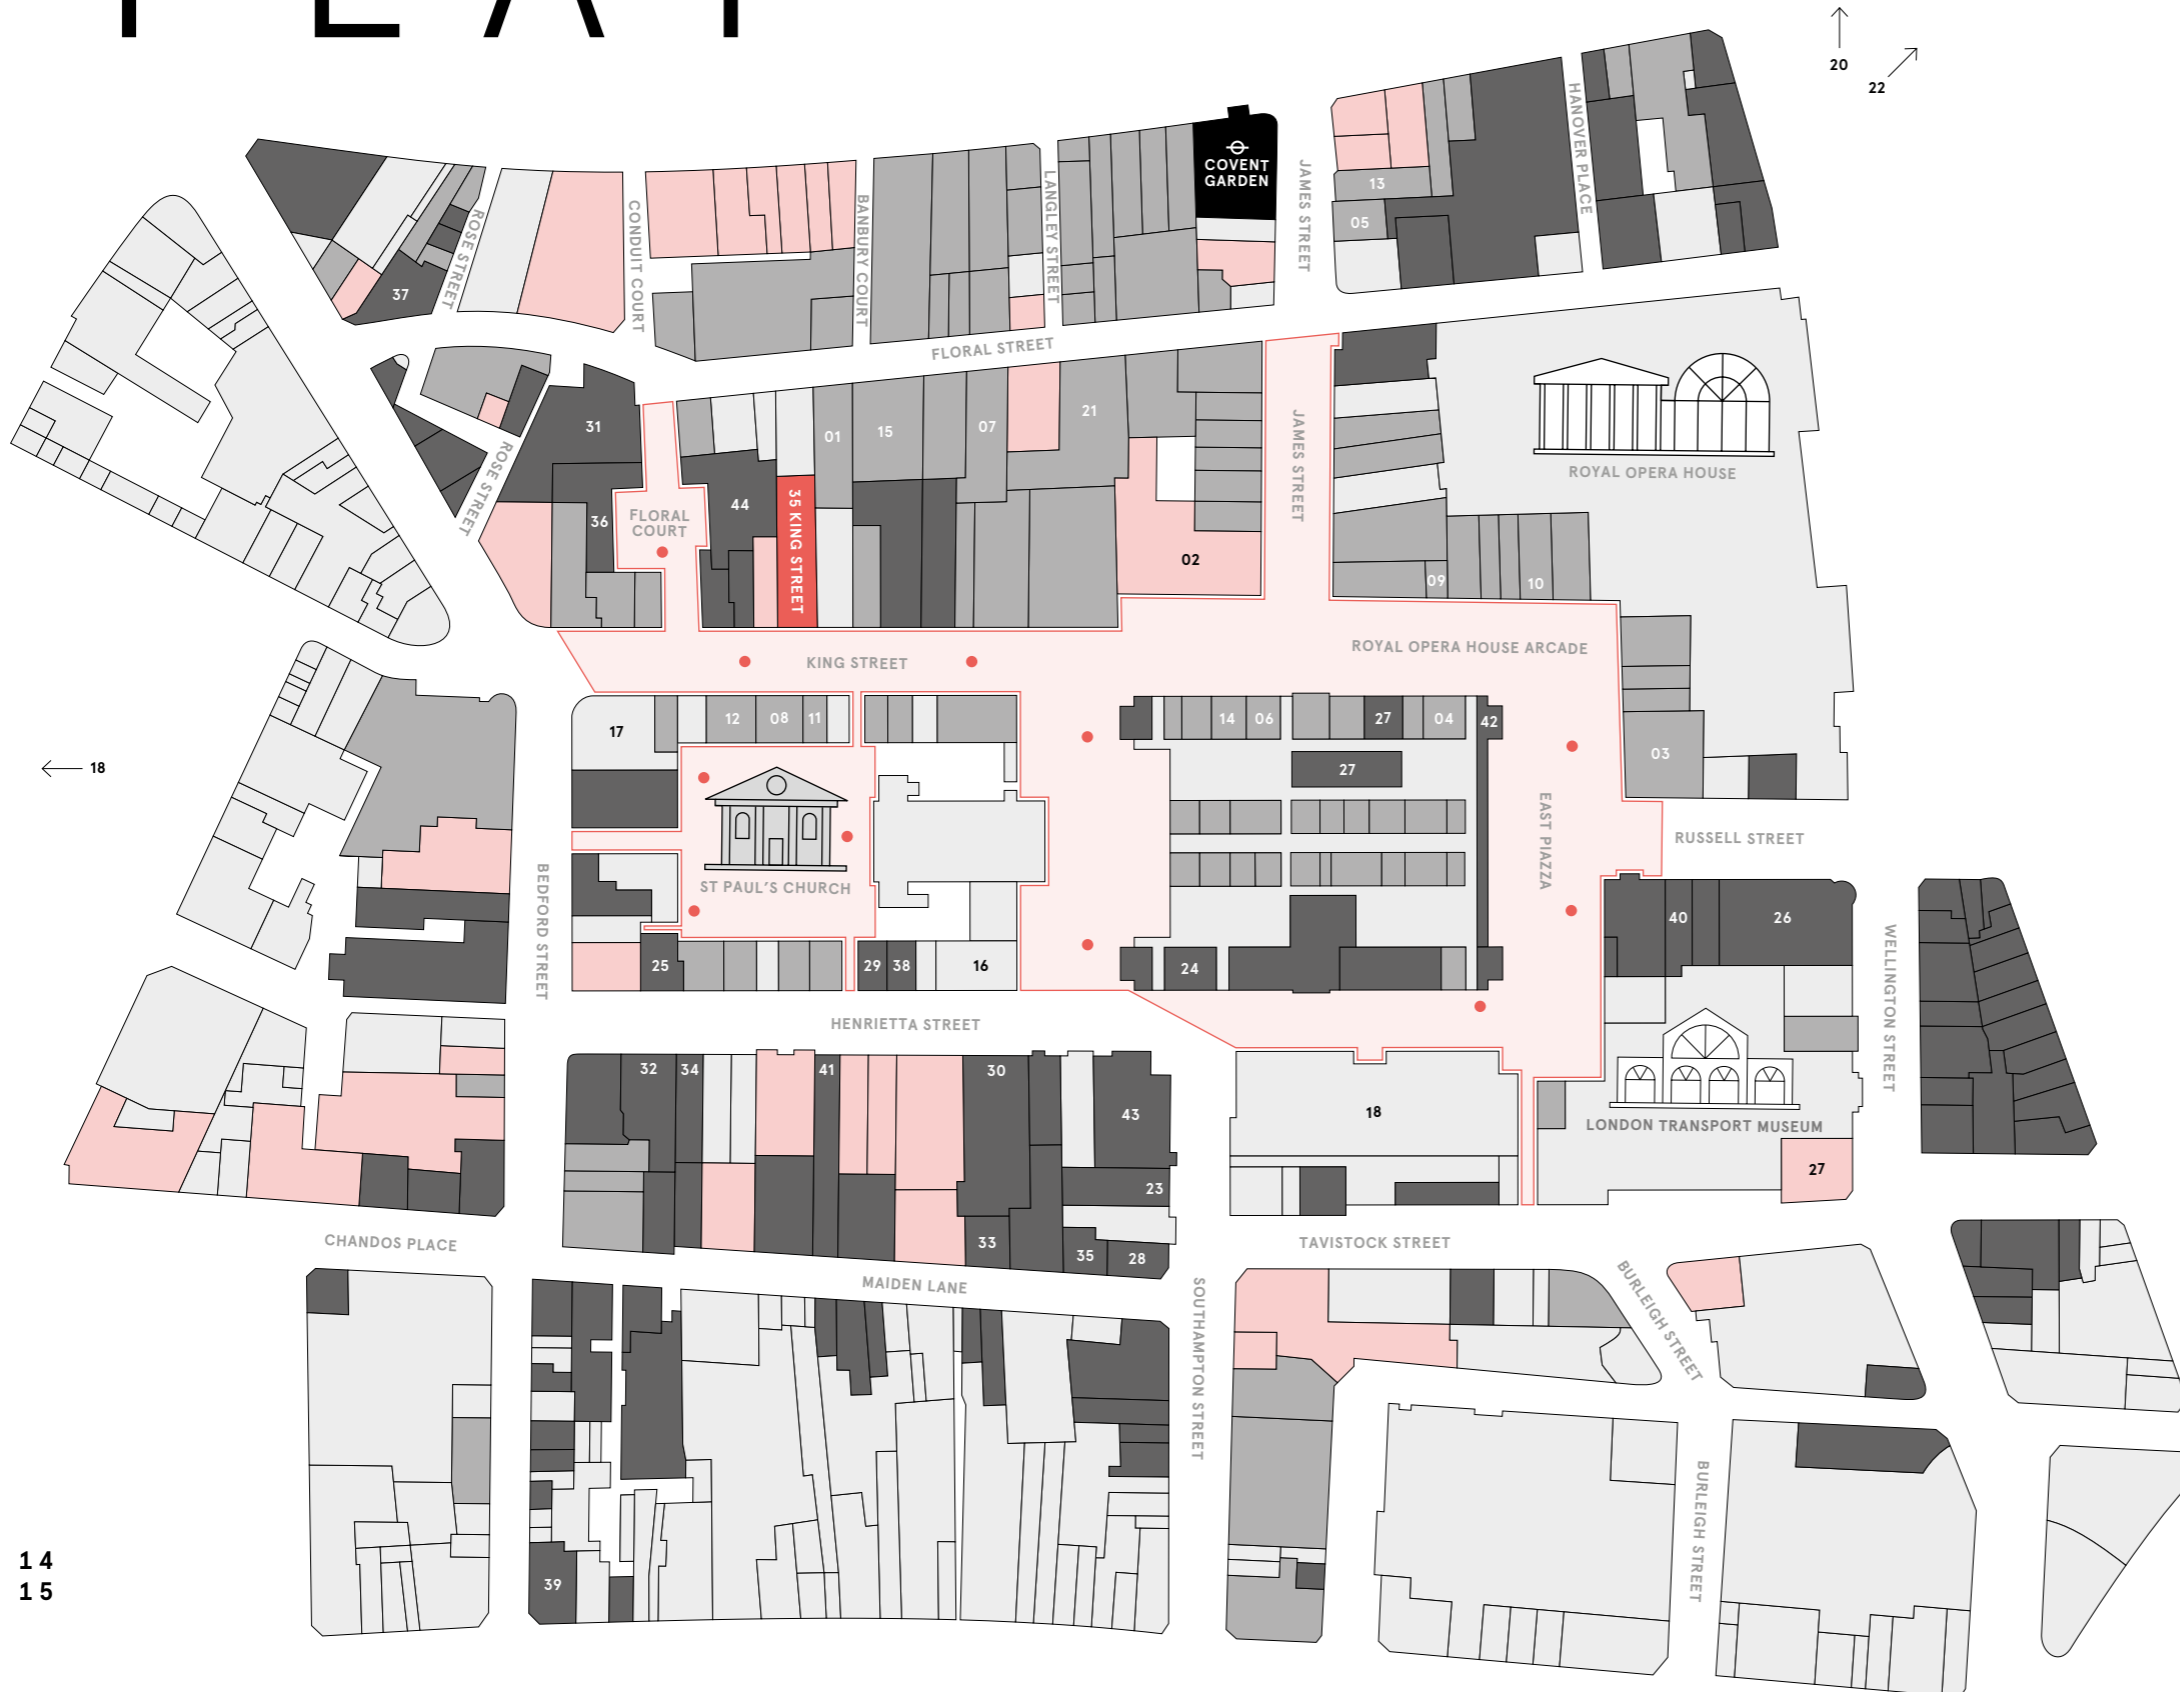 20
22
COVENT
GARDEN
HANOVER PLACE
JAMES STREET
13
05
ROSE STREET
CONDUIT COURT
BANBURY COURT
LANGLEY STREET
37
FLORAL STREET
31
01
15
07
21
JAMES STREET
ROYAL OPERA HOUSE
ROSE STREET
36
FLORAL
COURT
44
35 KING STREET
02
09
10
KING STREET
ROYAL OPERA HOUSE ARCADE
17
12
08
11
14
06
27
04
42
03
18
27
EAST PIAZZA
RUSSELL STREET
BEDFORD STREET
ST PAUL'S CHURCH
40
26
WELLINGTON STREET
25
29
38
16
24
HENRIETTA STREET
32
34
41
30
43
18
LONDON TRANSPORT MUSEUM
23
27
33
35
28
CHANDOS PLACE
TAVISTOCK STREET
MAIDEN LANE
SOUTHAMPTON STREET
BURLEIGH STREET
BURLEIGH STREET
39
14
15